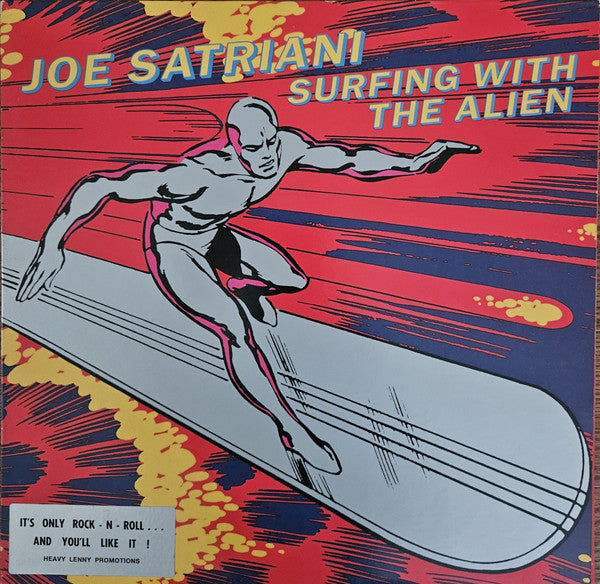 JOE SATRIANI
SURFING WITH
THE ALIEN
IT'S ONLY ROCK - N - ROLL . . .
AND YOU'LL LIKE IT !
HEAVY LENNY PROMOTIONS